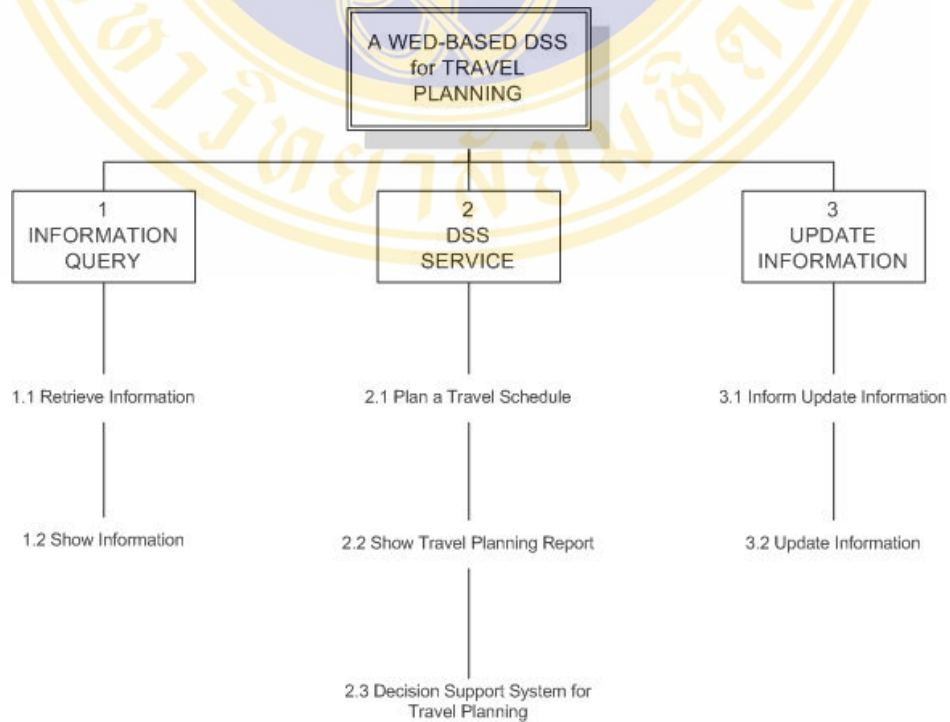 A WED-BASED DSS
for TRAVEL
PLANNING
1
INFORMATION
QUERY
2
DSS
SERVICE
3
UPDATE
INFORMATION
1.1 Retrieve Information
2.1 Plan a Travel Schedule
3.1 Inform Update Information
1.2 Show Information
2.2 Show Travel Planning Report
3.2 Update Information
2.3 Decision Support System for
Travel Planning